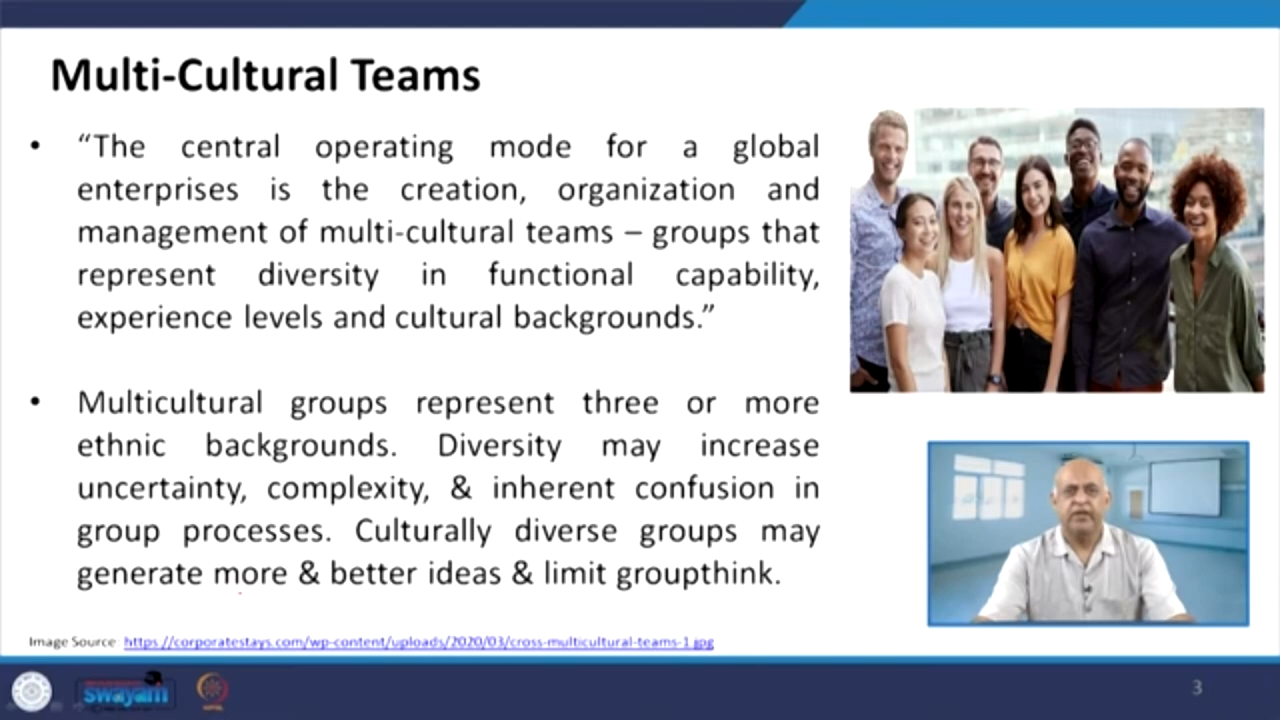 Multi-Cultural Teams
• “The central operating mode for a global
enterprises is the creation, organization and
management of multi-cultural teams – groups that
represent diversity in functional capability,
experience levels and cultural backgrounds.”
• Multicultural groups represent three or more
ethnic backgrounds. Diversity may increase
uncertainty, complexity, & inherent confusion in
group processes. Culturally diverse groups may
generate more & better ideas & limit groupthink.
Image Source: https://corporatestays.com/wp-content/uploads/2020/03/cross-multicultural-teams-1.jpg
swayam
3